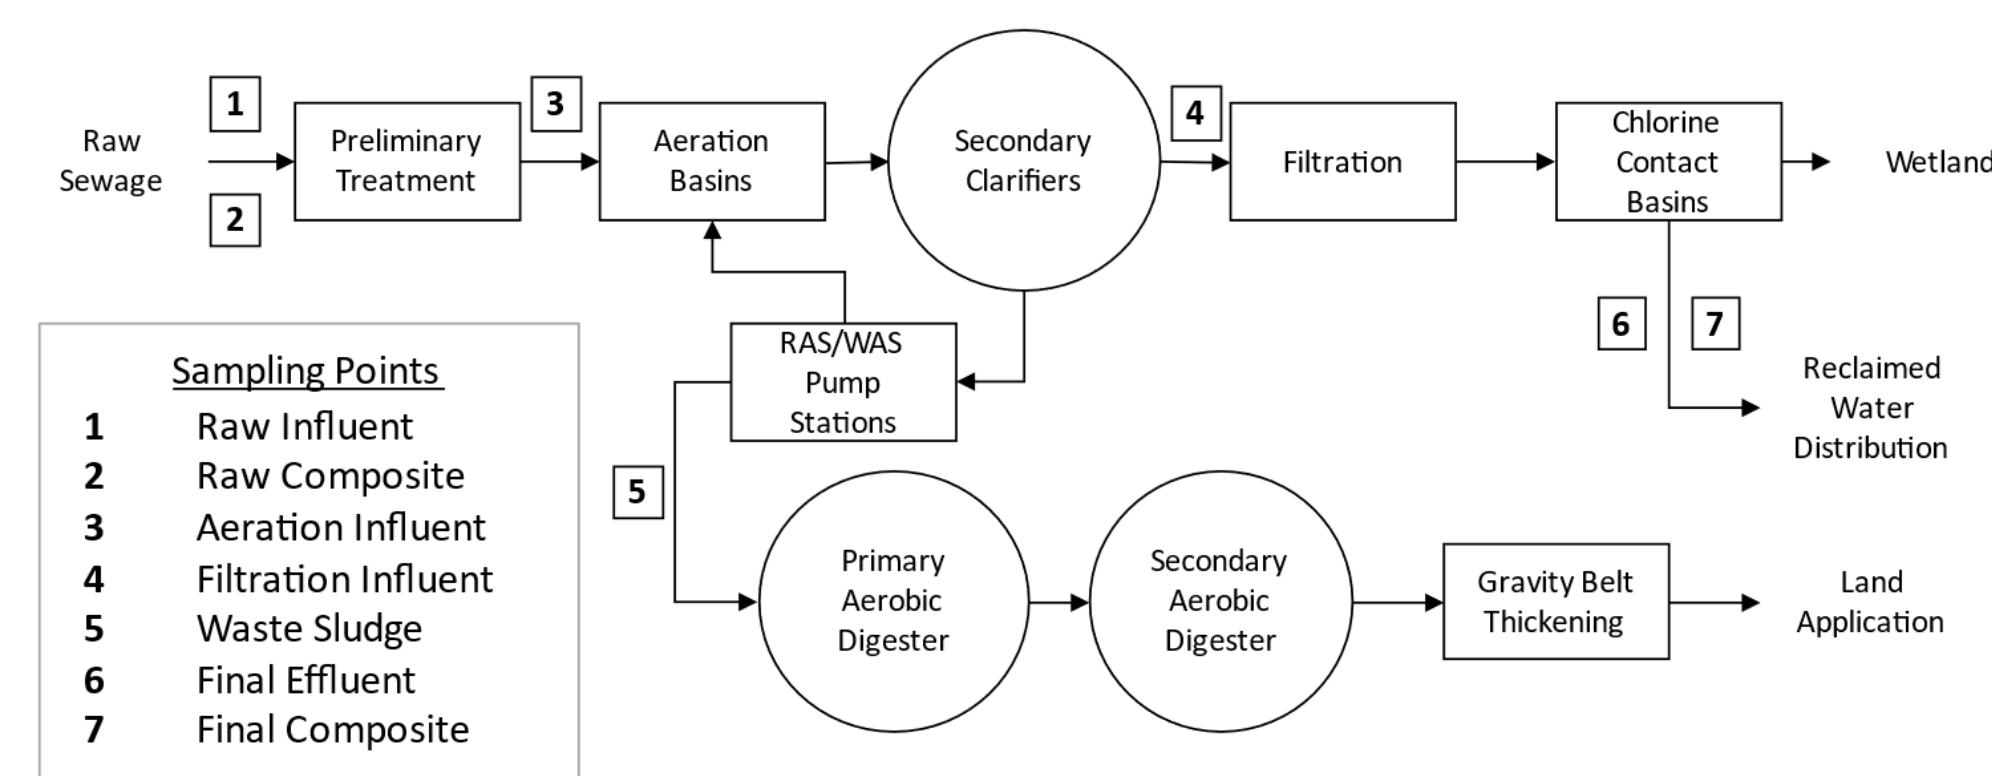 1
Raw
Sewage
2
Preliminary
Treatment
3
Aeration
Basins
Secondary
Clarifiers
4
Filtration
Chlorine
Contact
Basins
Wetland
RAS/WAS
Pump
Stations
6
7
Reclaimed
Water
Distribution
5
Primary
Aerobic
Digester
Secondary
Aerobic
Digester
Gravity Belt
Thickening
Land
Application
Sampling Points
1 Raw Influent
2 Raw Composite
3 Aeration Influent
4 Filtration Influent
5 Waste Sludge
6 Final Effluent
7 Final Composite